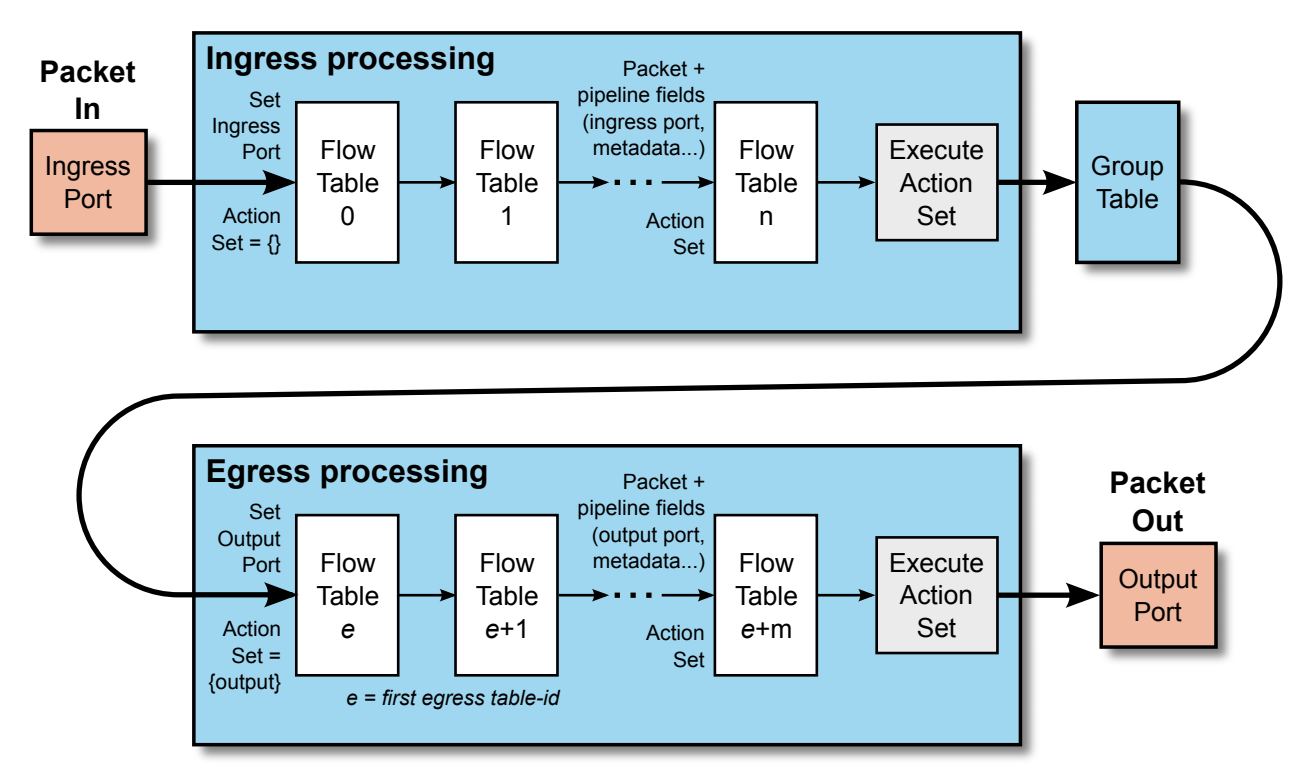 Packet
In
Ingress
Port
Ingress processing
Set
Ingress
Port
Action
Set = {}
Flow
Table
0
Flow
Table
1
Packet +
pipeline fields
(ingress port,
metadata...)
. . .
Action
Set
Flow
Table
n
Execute
Action
Set
Group
Table
Egress processing
Set
Output
Port
Action
Set =
{output}
Flow
Table
e
Flow
Table
e+1
e = first egress table-id
Packet +
pipeline fields
(output port,
metadata...)
. . .
Action
Set
Flow
Table
e+m
Execute
Action
Set
Packet
Out
Output
Port